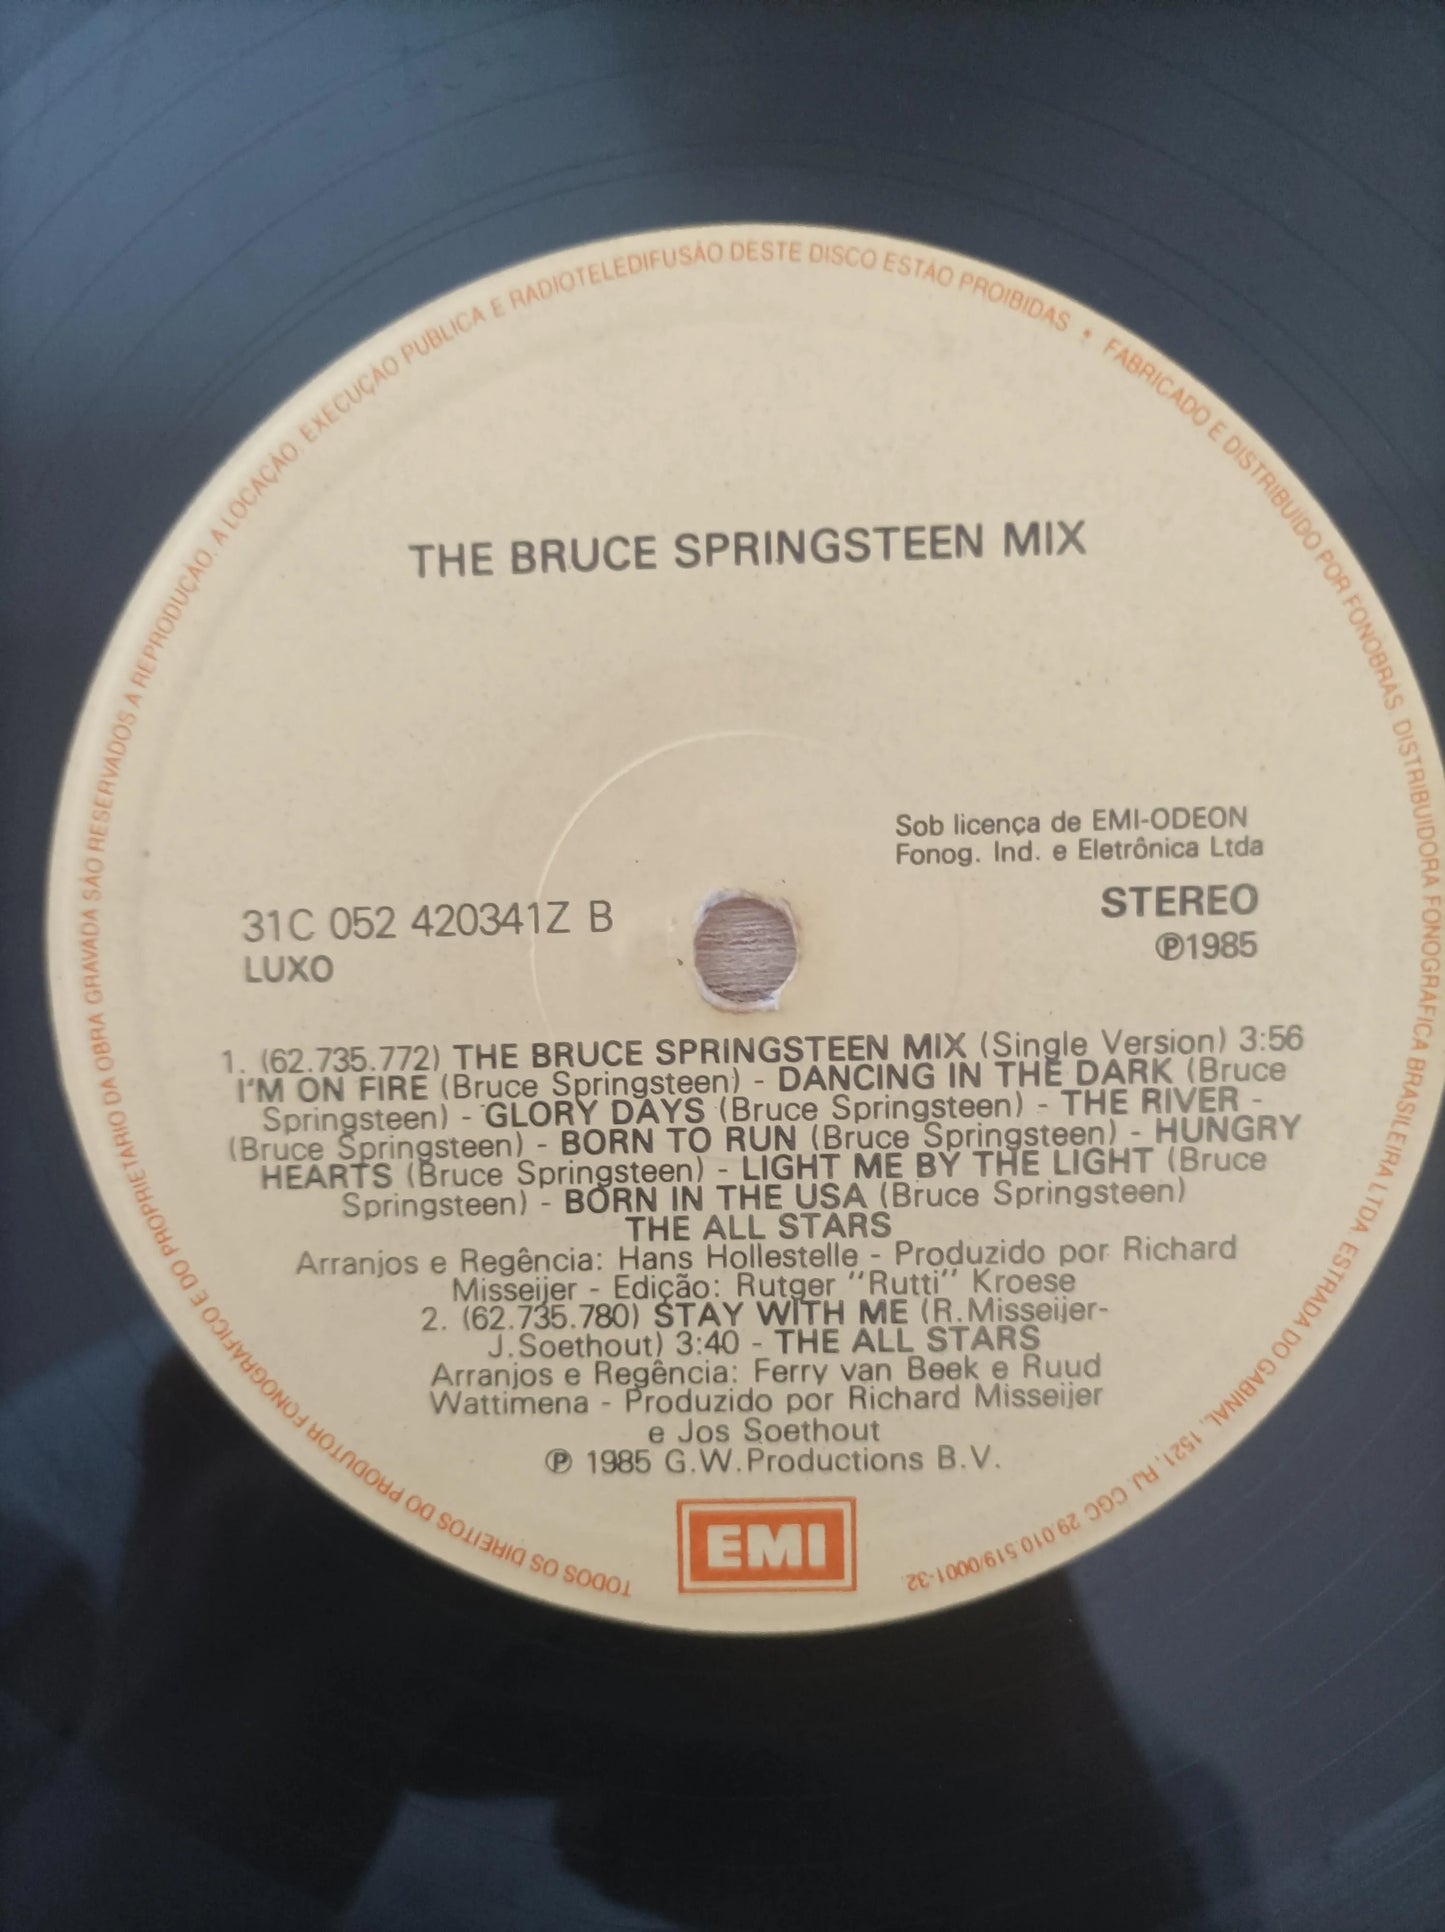 TODOS OS DIREITOS DO PRODUTOR FONOGRÁFICO E DO PROPRIETÁRIO DA OBRA GRAVADA SÃO RESERVADOS A REPRODUÇÃO. A LOCAÇÃO. EXECUÇÃO PUBLICA E RADIOTELEDIFUSÃO DESTE DISCO ESTÃO PROIBIDAS • FABRICADO E DISTRIBUIDO POR FONOBRÁS DISTRIBUIDORA FONOGRAFICA BRASILEIRA LTDA. ESTRADA DO GABINAL, 1521, RJ. CGC 29.010.519/0001-32.
THE BRUCE SPRINGSTEEN MIX
Sob licença de EMI-ODEON
Fonog. Ind. e Eletrônica Ltda
31C 052 420341Z B
LUXO
STEREO
℗1985
1. (62.735.772) THE BRUCE SPRINGSTEEN MIX (Single Version) 3:56
I'M ON FIRE (Bruce Springsteen) - DANCING IN THE DARK (Bruce
Springsteen) - GLORY DAYS (Bruce Springsteen) - THE RIVER -
(Bruce Springsteen) - BORN TO RUN (Bruce Springsteen) - HUNGRY
HEARTS (Bruce Springsteen) - LIGHT ME BY THE LIGHT (Bruce
Springsteen) - BORN IN THE USA (Bruce Springsteen)
THE ALL STARS
Arranjos e Regência: Hans Hollestelle - Produzido por Richard
Misseijer - Edição: Rutger "Rutti" Kroese
2. (62.735.780) STAY WITH ME (R.Misseijer-
J.Soethout) 3:40 - THE ALL STARS
Arranjos e Regência: Ferry van Beek e Ruud
Wattimena - Produzido por Richard Misseijer
e Jos Soethout
℗ 1985 G.W.Productions B.V.
EMI